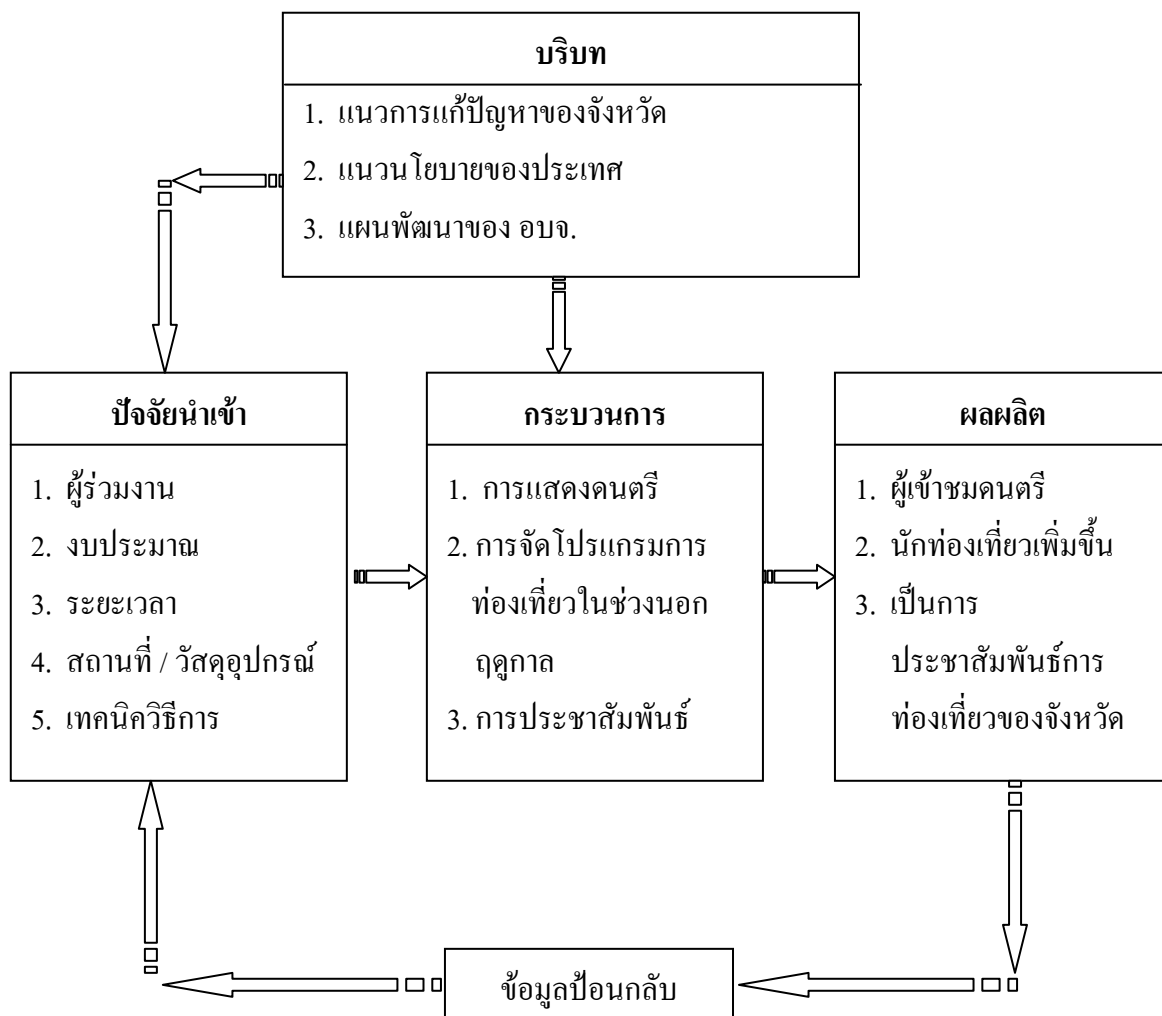 บริบท
1. แนวการแก้ปัญหาของจังหวัด
2. แนวนโยบายของประเทศ
3. แผนพัฒนาของ อบจ.
ปัจจัยนำเข้า
1. ผู้ร่วมงาน
2. งบประมาณ
3. ระยะเวลา
4. สถานที่ / วัสดุอุปกรณ์
5. เทคนิควิธีการ
กระบวนการ
1. การแสดงดนตรี
2. การจัดโปรแกรมการ
ท่องเที่ยวในช่วงนอก
ฤดูกาล
3. การประชาสัมพันธ์
ผลผลิต
1. ผู้เข้าชมดนตรี
2. นักท่องเที่ยวเพิ่มขึ้น
3. เป็นการ
ประชาสัมพันธ์การ
ท่องเที่ยวของจังหวัด
ข้อมูลป้อนกลับ